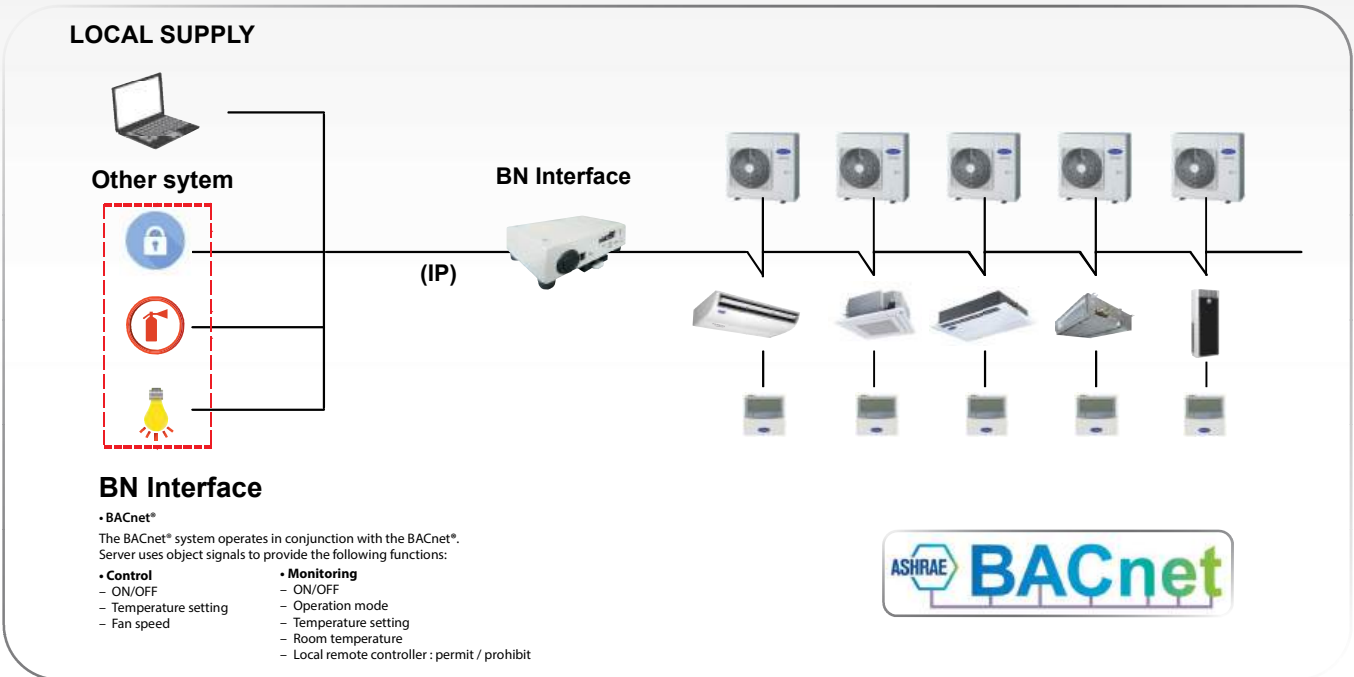 LOCAL SUPPLY
Other sytem
BN Interface
(IP)
BN Interface
• BACnet®
The BACnet® system operates in conjunction with the BACnet®.
Server uses object signals to provide the following functions:
• Control
– ON/OFF
– Temperature setting
– Fan speed
• Monitoring
– ON/OFF
– Operation mode
– Temperature setting
– Room temperature
– Local remote controller : permit / prohibit
ASHRAE BACnet